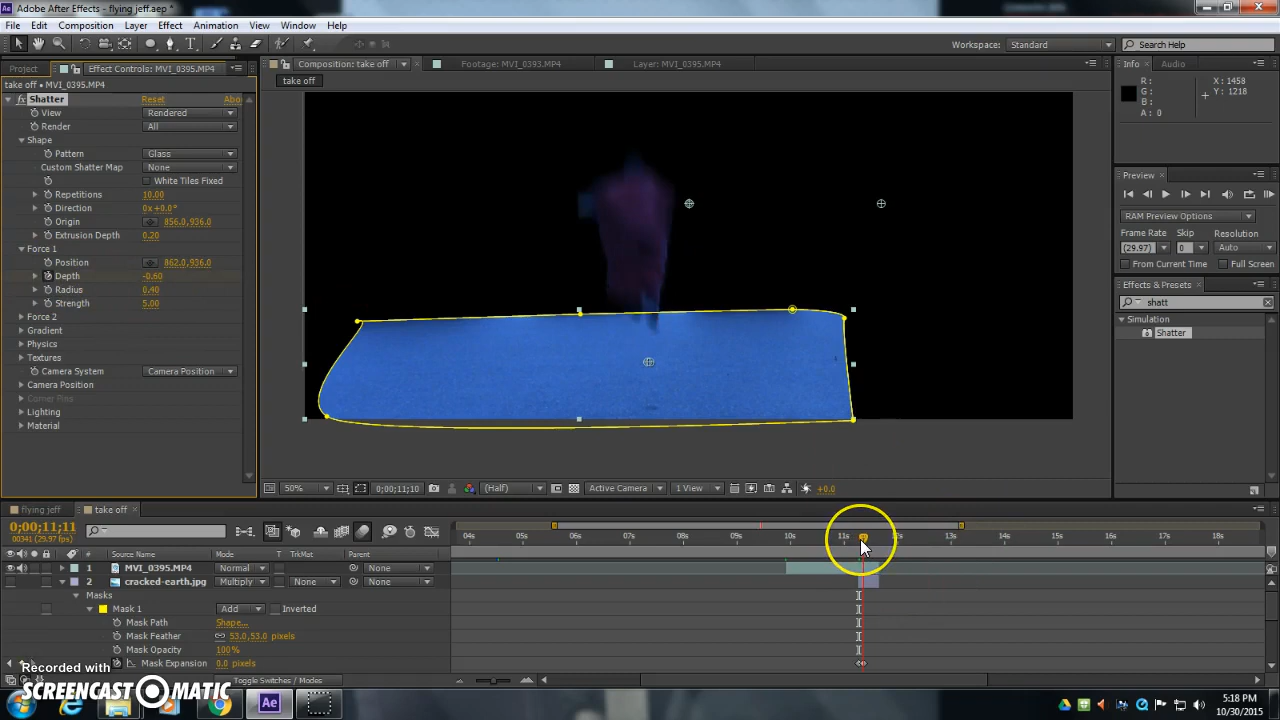 Adobe After Effects - flying jeff.aep *
File Edit Composition Layer Effect Animation View Window Help
Workspace: Standard Search Help
Project Effect Controls: MVI_0395.MP4 Composition: take off Footage: MVI_0393.MP4 Layer: MVI_0395.MP4 Info Audio
take off • MVI_0395.MP4 take off
fx Shatter Reset Abo
View Rendered
Render All
Shape
Pattern Glass
Custom Shatter Map None
White Tiles Fixed
Repetitions 10.00
Direction 0x+0.0°
Origin 856.0,936.0
Extrusion Depth 0.20
Force 1
Position 862.0,936.0
Depth -0.60
Radius 0.40
Strength 5.00
Force 2
Gradient
Physics
Textures
Camera System Camera Position
Camera Position
Corner Pins
Lighting
Material
R:
G:
B:
A: 0
X: 1458
Y: 1218
Preview
RAM Preview Options
Frame Rate Skip Resolution
(29.97) 0 Auto
From Current Time Full Screen
Effects & Presets
shatt
Simulation
Shatter
50% 0;00;11;10 (Half) Active Camera 1 View +0.0
flying jeff take off
0;00;11;11
00341 (29.97 fps)
04s 05s 06s 07s 08s 09s 10s 11s 12s 13s 14s 15s 16s 17s 18s
# Source Name Mode T TrkMat Parent
1 MVI_0395.MP4 Normal None
2 cracked-earth.jpg Multiply None None
Masks
Mask 1 Add Inverted
Mask Path Shape...
Mask Feather 53.0,53.0 pixels
Mask Opacity 100%
Mask Expansion 0.0 pixels
Toggle Switches / Modes
Recorded with
SCREENCAST MATIC
Ae
5:18 PM
10/30/2015